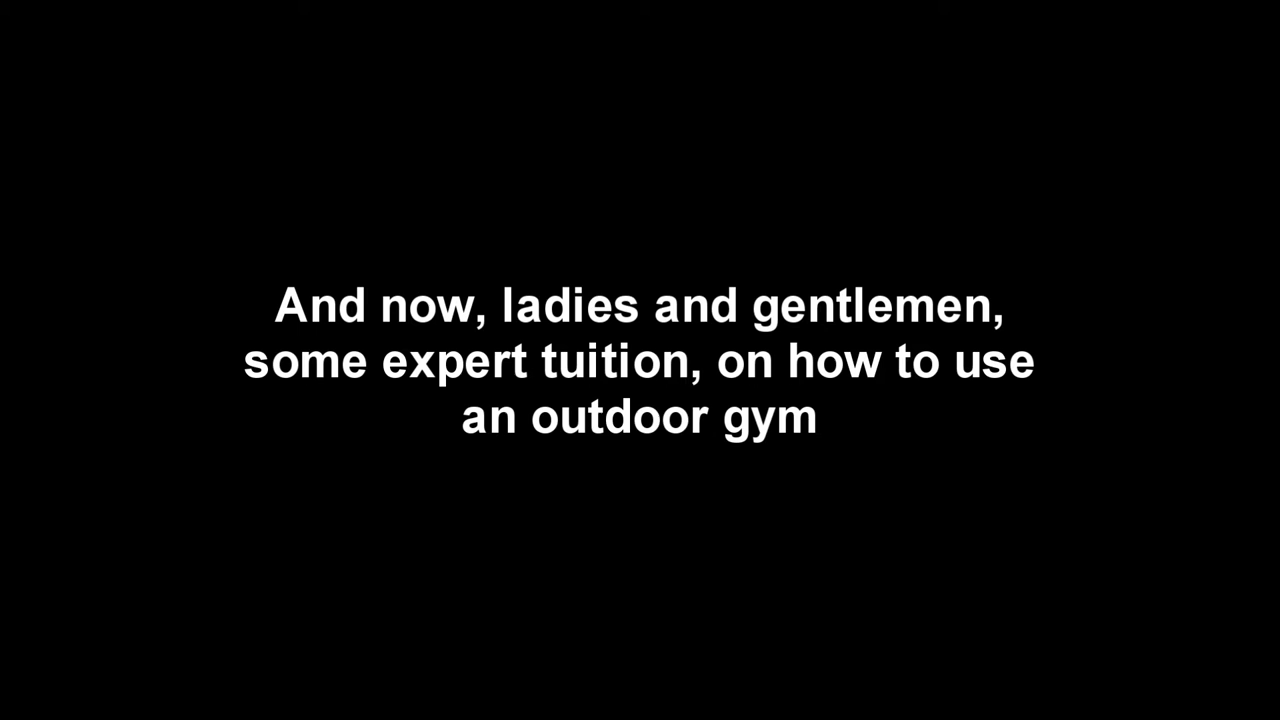 And now, ladies and gentlemen,
some expert tuition, on how to use
an outdoor gym